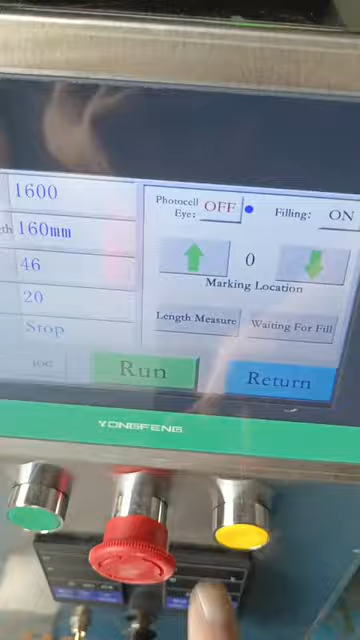 1600
160mm
46
20
Stop
Photocell
Eye:
OFF
Filling:
ON
0
Marking Location
Length Measure
Waiting For Fill
Run
Return
YONGFENG